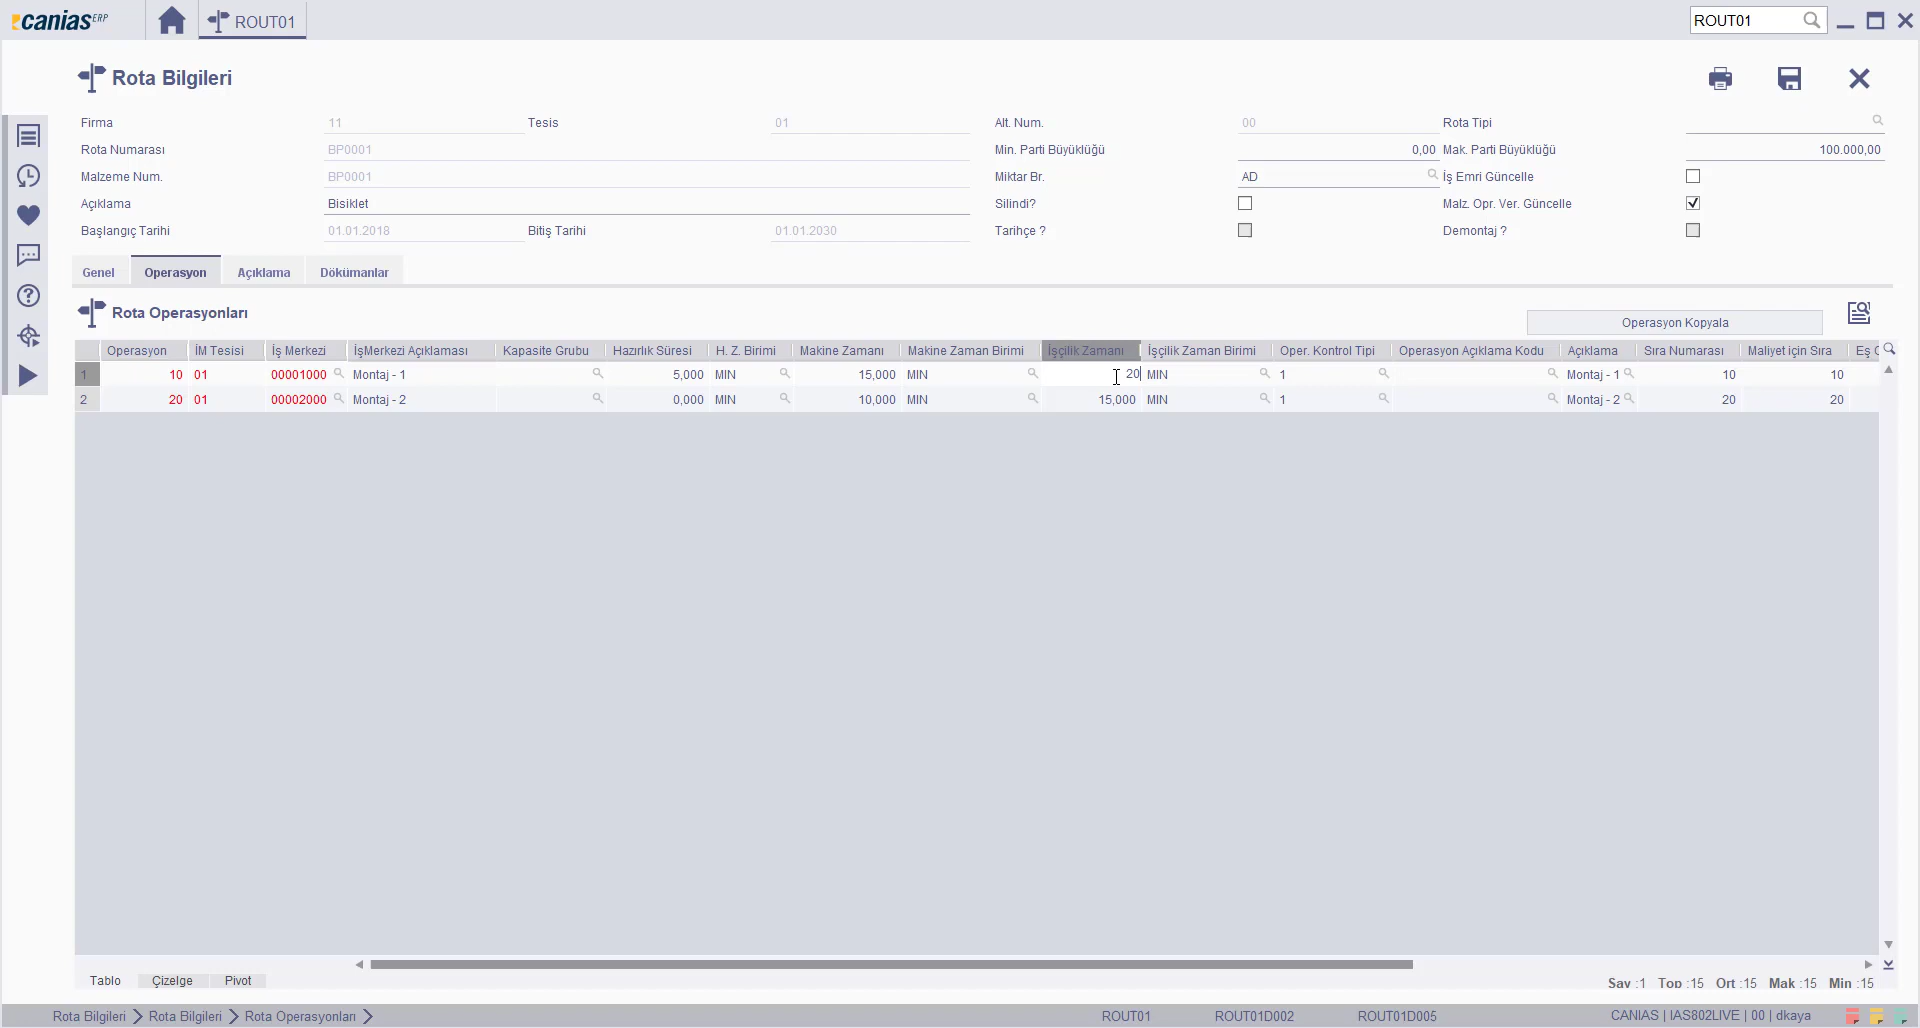 caniasERP ROUT01 ROUT01
Rota Bilgileri
Firma 11 Tesis 01 Alt. Num. 00 Rota Tipi
Rota Numarası BP0001 Min. Parti Büyüklüğü 0,00 Mak. Parti Büyüklüğü 100.000,00
Malzeme Num. BP0001 Miktar Br. AD İş Emri Güncelle
Açıklama Bisiklet Silindi? Malz. Opr. Ver. Güncelle
Başlangıç Tarihi 01.01.2018 Bitiş Tarihi 01.01.2030 Tarihçe ? Demontaj ?
Genel Operasyon Açıklama Dökümanlar
Rota Operasyonları
Operasyon Kopyala
Operasyon İM Tesisi İş Merkezi İşMerkezi Açıklaması Kapasite Grubu Hazırlık Süresi H. Z. Birimi Makine Zamanı Makine Zaman Birimi İşçilik Zamanı İşçilik Zaman Birimi Oper. Kontrol Tipi Operasyon Açıklama Kodu Açıklama Sıra Numarası Maliyet için Sıra Eş
1 10 01 00001000 Montaj - 1 5,000 MIN 15,000 MIN 20 MIN 1 Montaj - 1 10 10
2 20 01 00002000 Montaj - 2 0,000 MIN 10,000 MIN 15,000 MIN 1 Montaj - 2 20 20
Tablo Çizelge Pivot Say :1 Top :15 Ort :15 Mak :15 Min :15
Rota Bilgileri Rota Bilgileri Rota Operasyonları ROUT01 ROUT01D002 ROUT01D005 CANIAS | IAS802LIVE | 00 | dkaya